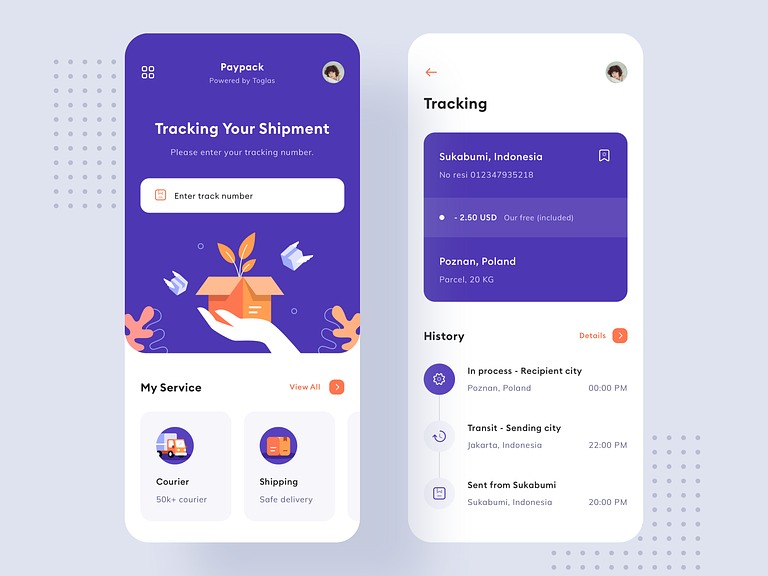 Paypack
Powered by Toglas
Tracking Your Shipment
Please enter your tracking number.
Enter track number
My Service
View All
Courier
50k+ courier
Shipping
Safe delivery
Tracking
Sukabumi, Indonesia
No resi 012347935218
- 2.50 USD Our free (included)
Poznan, Poland
Parcel, 20 KG
History
Details
In process - Recipient city
Poznan, Poland 00:00 PM
Transit - Sending city
Jakarta, Indonesia 22:00 PM
Sent from Sukabumi
Sukabumi, Indonesia 20:00 PM